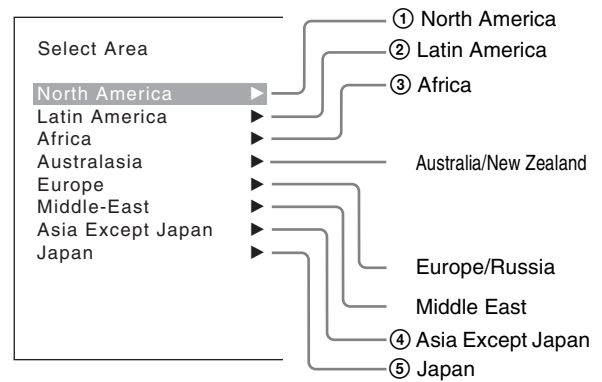 Select Area
North America ▶
Latin America ▶
Africa ▶
Australasia ▶
Europe ▶
Middle-East ▶
Asia Except Japan ▶
Japan ▶
① North America
② Latin America
③ Africa
Australia/New Zealand
Europe/Russia
Middle East
④ Asia Except Japan
⑤ Japan